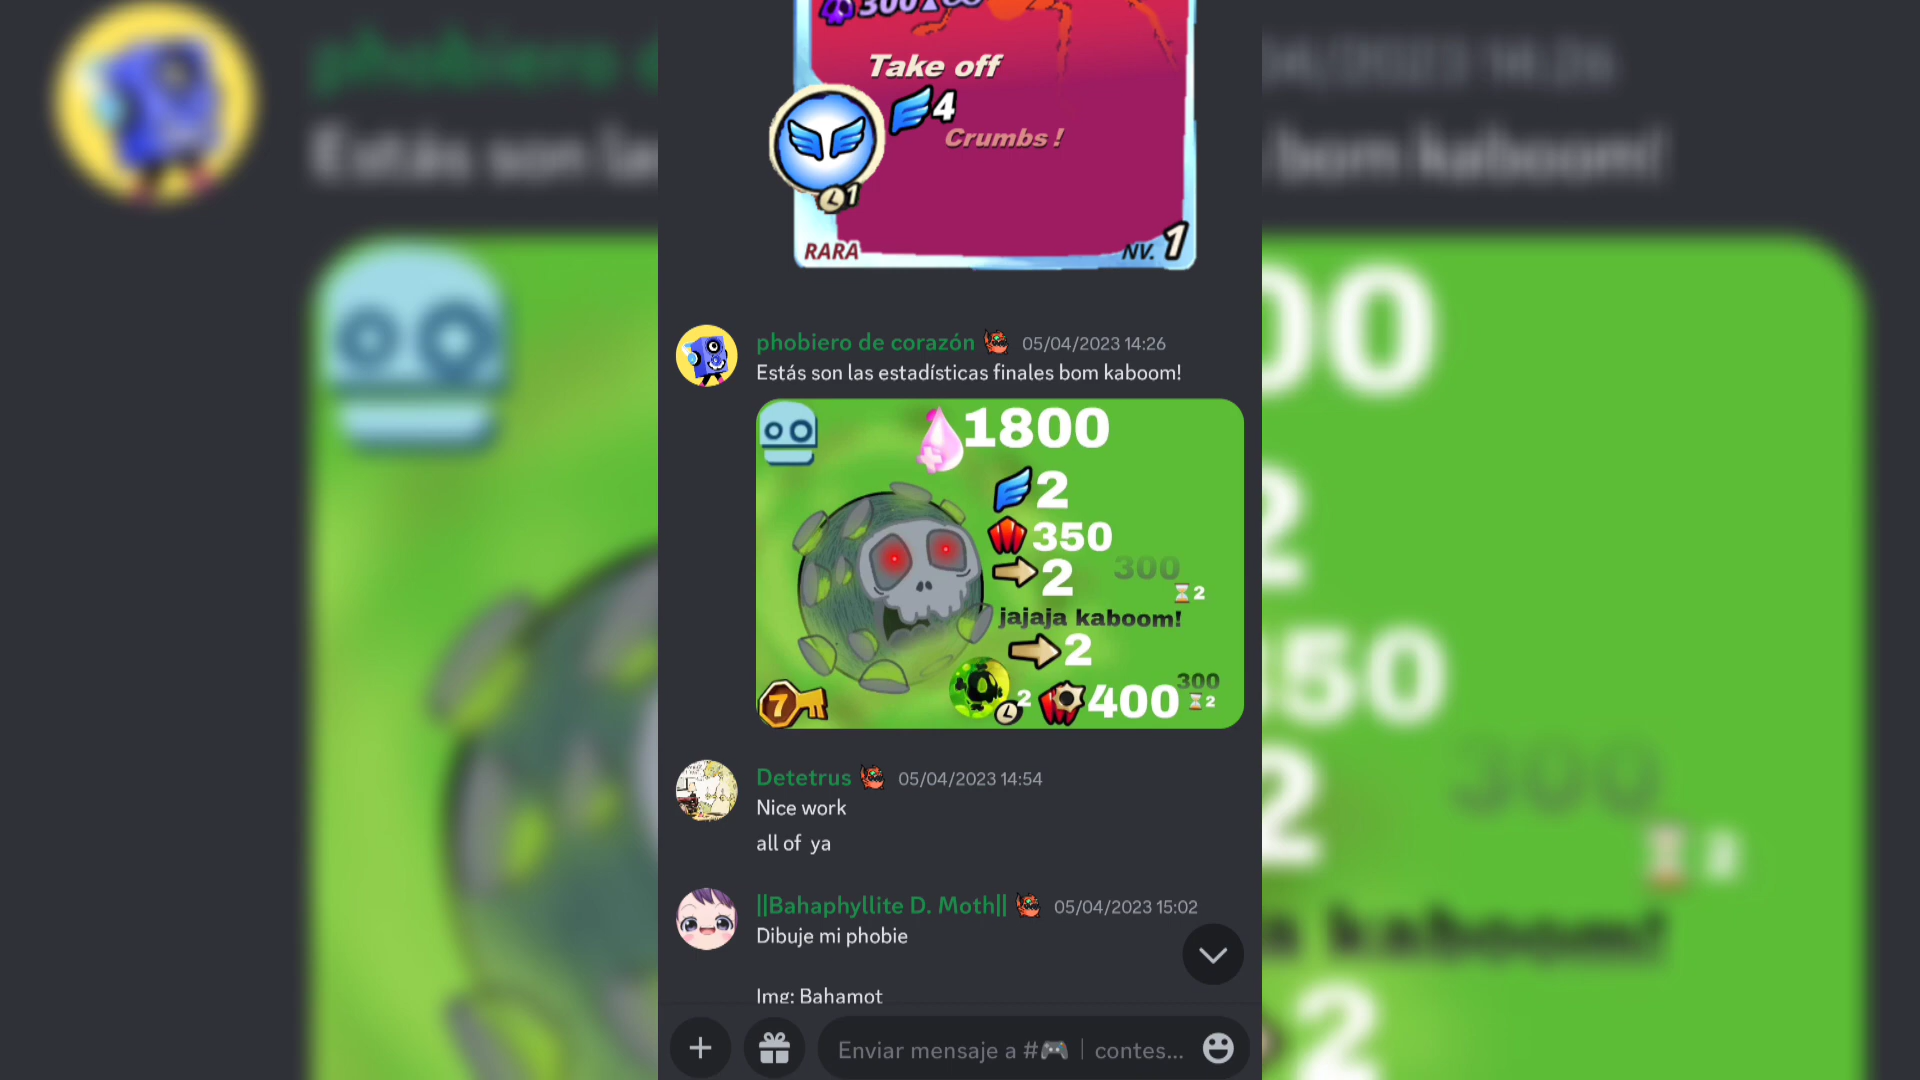 300
Take off
4
Crumbs!
1
RARA
NV. 1
phobiero de corazón 05/04/2023 14:26
Estás son las estadísticas finales bom kaboom!
1800
2
350
2 300
2
jajaja kaboom!
2
7
2 400 300
2
Detetrus 05/04/2023 14:54
Nice work
all of ya
||Bahaphyllite D. Moth|| 05/04/2023 15:02
Dibuje mi phobie
Img: Bahamot
Enviar mensaje a #🎮 | contes...